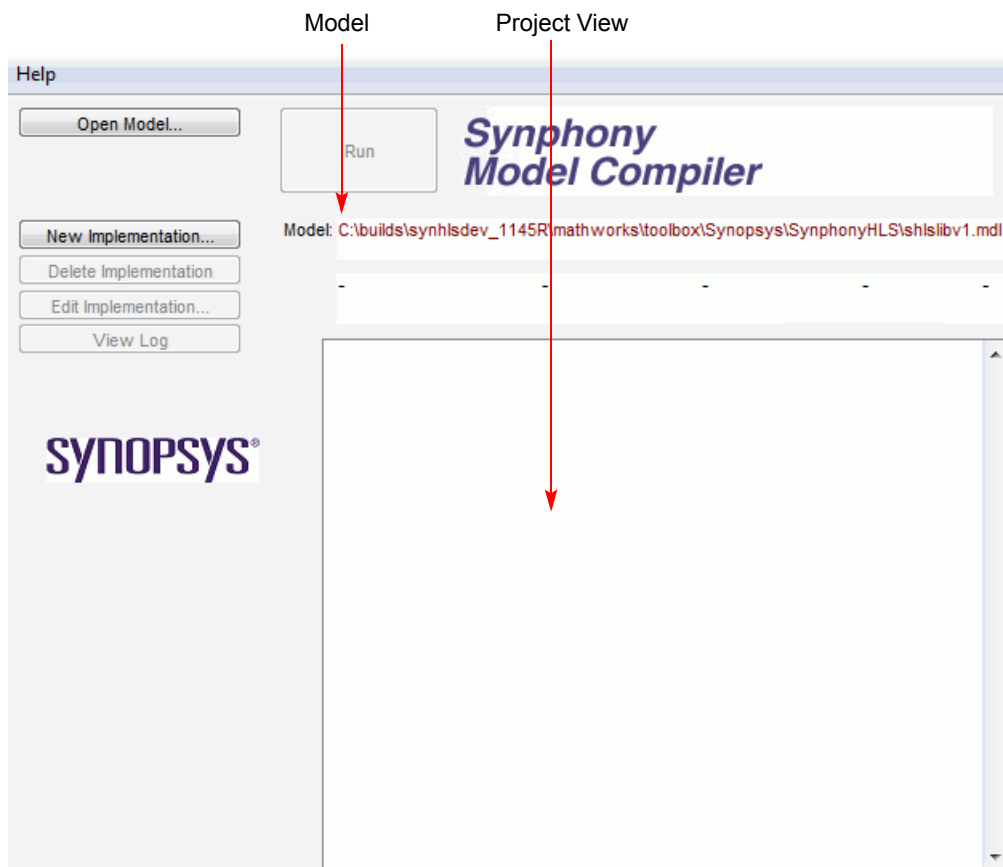 Model Project View
Help
Open Model...
Run
Synphony
Model Compiler
New Implementation...
Model: C:\builds\synhlsdev_1145R\mathworks\toolbox\Synopsys\SynphonyHLS\shlslibv1.mdl
Delete Implementation
- - - -
Edit Implementation...
View Log
SYNOPSYS®